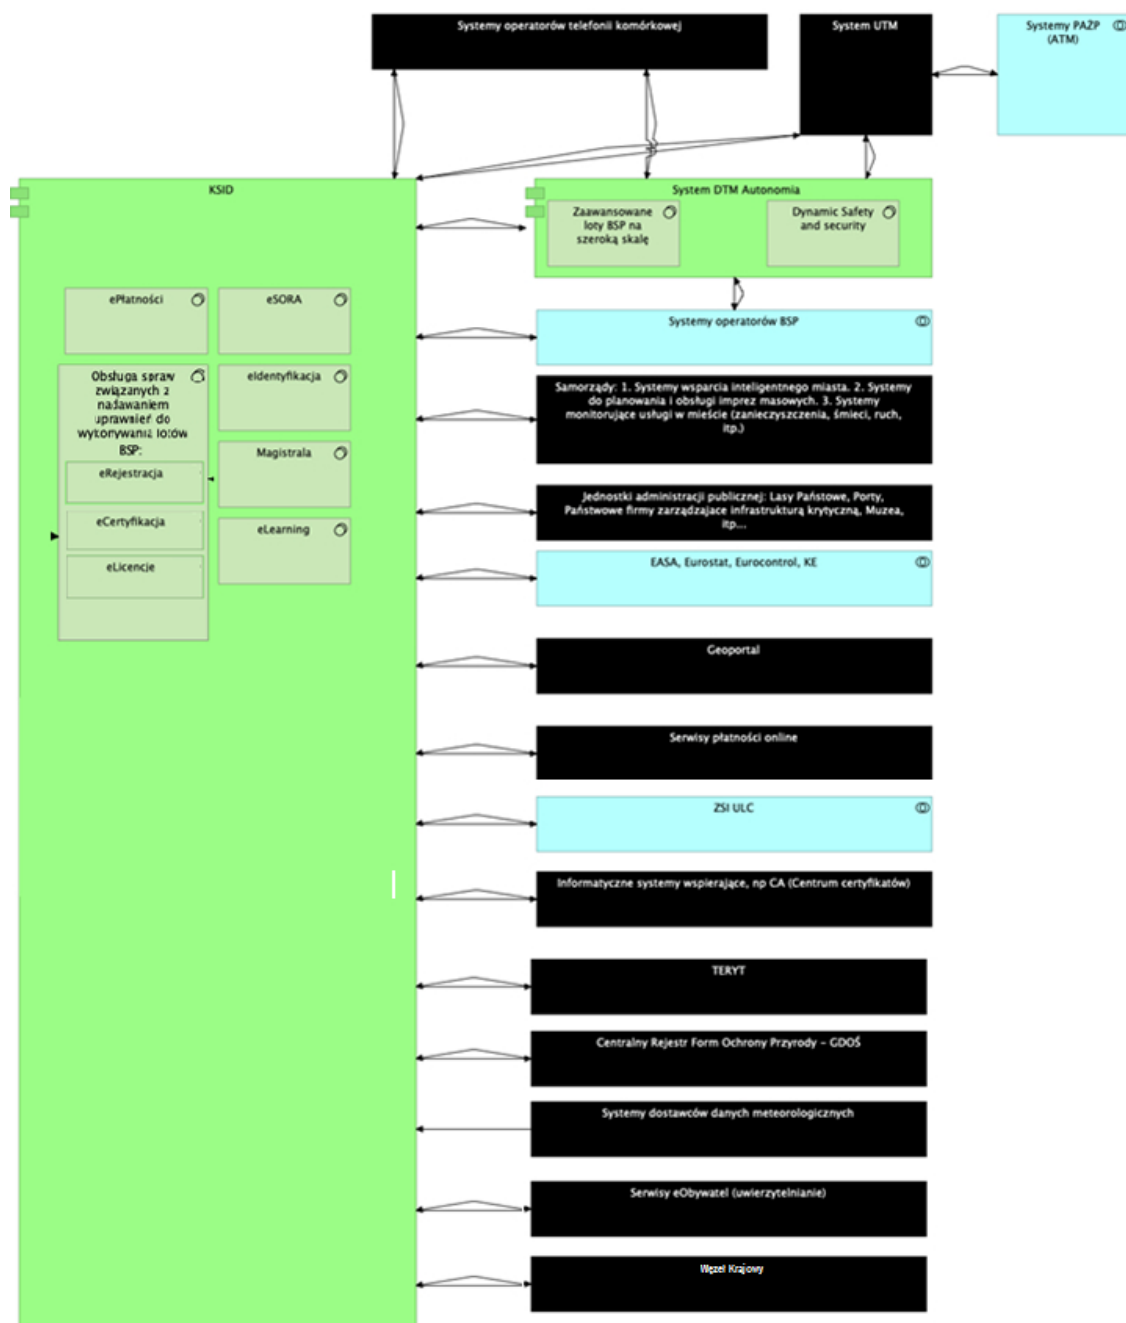 Systemy operatorów telefonii komórkowej
System UTM
Systemy PAŻP
(ATM)
KSID
System DTM Autonomia
Zaawansowane
loty BSP na
szeroką skalę
Dynamic Safety
and security
ePłatności
eSORA
Systemy operatorów BSP
Obsługa spraw
związanych z
nadawaniem
uprawnień do
wykonywania lotów
BSP:
eIdentyfikacja
Samorządy: 1. Systemy wsparcia inteligentnego miasta. 2. Systemy
do planowania i obsługi imprez masowych. 3. Systemy
monitorujące usługi w mieście (zanieczyszczenia, śmieci, ruch,
itp.)
Magistrala
eRejestracja
Jednostki administracji publicznej: Lasy Państowe, Porty,
Państwowe firmy zarządzajace infrastrukturą krytyczną, Muzea,
itp...
eCertyfikacja
eLearning
eLicencje
EASA, Eurostat, Eurocontrol, KE
Geoportal
Serwisy płatności online
ZSI ULC
Informatyczne systemy wspierające, np CA (Centrum certyfikatów)
TERYT
Centralny Rejestr Form Ochrony Przyrody – GDOŚ
Systemy dostawców danych meteorologicznych
Serwisy eObywatel (uwierzytelnianie)
Węzeł Krajowy